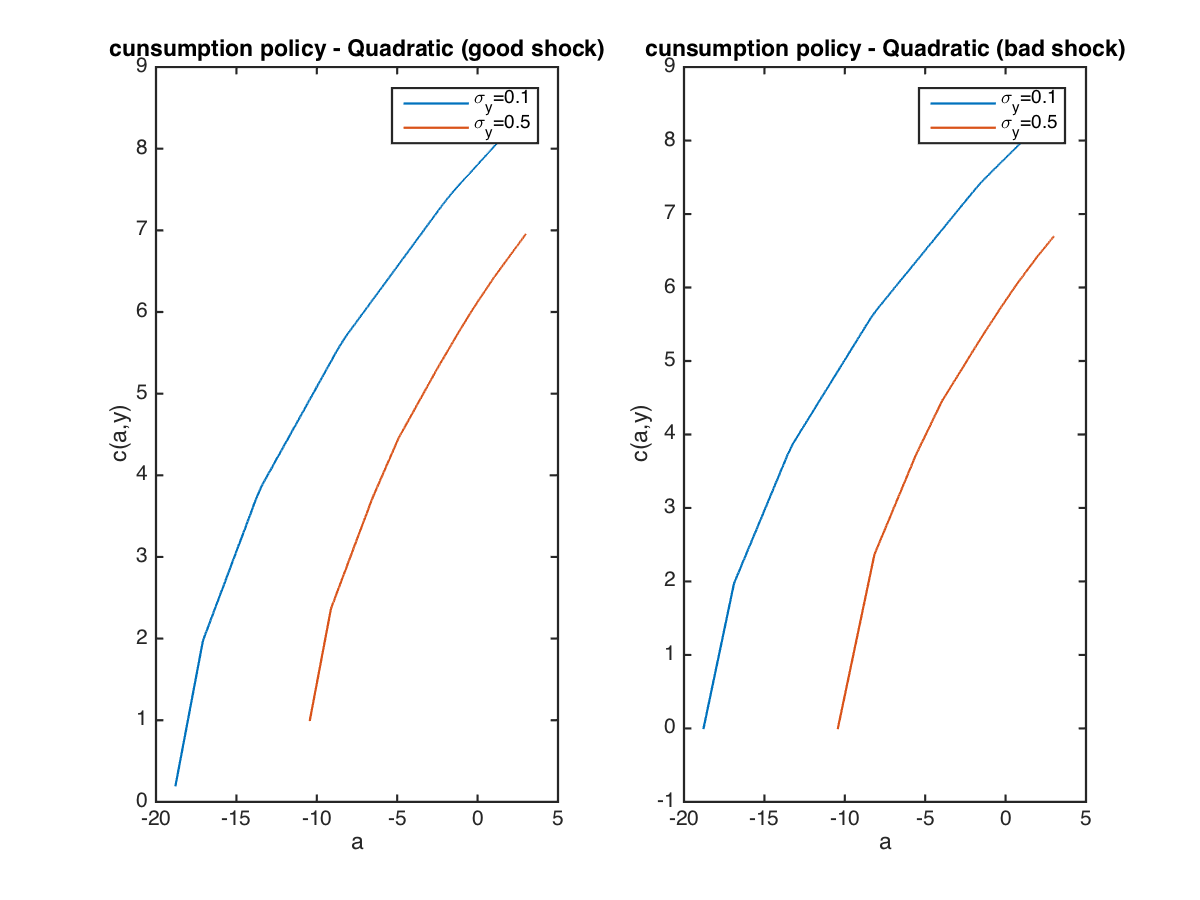 cunsumption policy - Quadratic (good shock)
9
8
7
6
5
4
3
2
1
0
c(a,y)
σy=0.1
σy=0.5
-20 -15 -10 -5 0 5
a
cunsumption policy - Quadratic (bad shock)
9
8
7
6
5
4
3
2
1
0
-1
c(a,y)
σy=0.1
σy=0.5
-20 -15 -10 -5 0 5
a